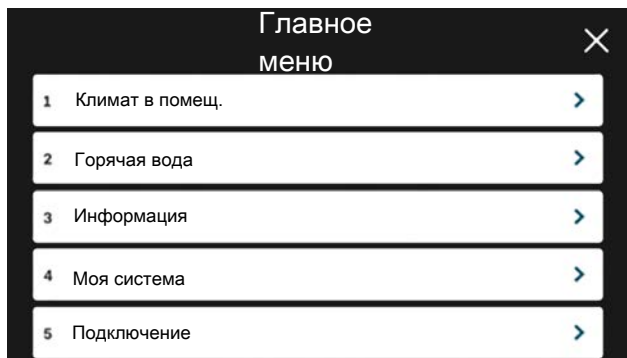 Главное
меню
1 Климат в помещ.
2 Горячая вода
3 Информация
4 Моя система
5 Подключение